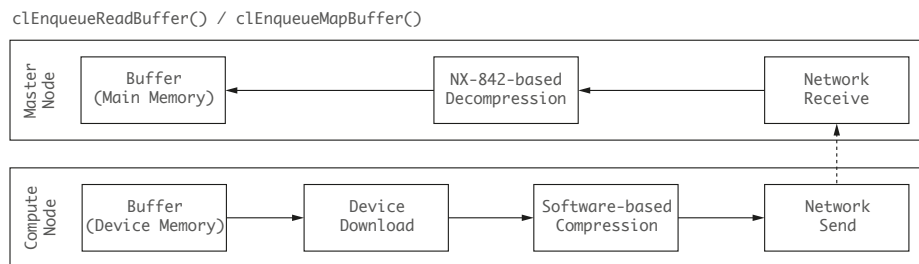 clEnqueueReadBuffer() / clEnqueueMapBuffer()
Master
Node
Buffer
(Main Memory)
NX-842-based
Decompression
Network
Receive
Compute
Node
Buffer
(Device Memory)
Device
Download
Software-based
Compression
Network
Send